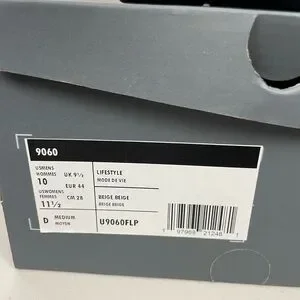 9060
US MENS
HOMMES
10
UK 9½
EUR 44
US WOMENS
FEMMES
11½
CM 28
D MEDIUM
MOYEN
LIFESTYLE
MODE DE VIE
BEIGE BEIGE
BEIGE BEIGE
U9060FLP